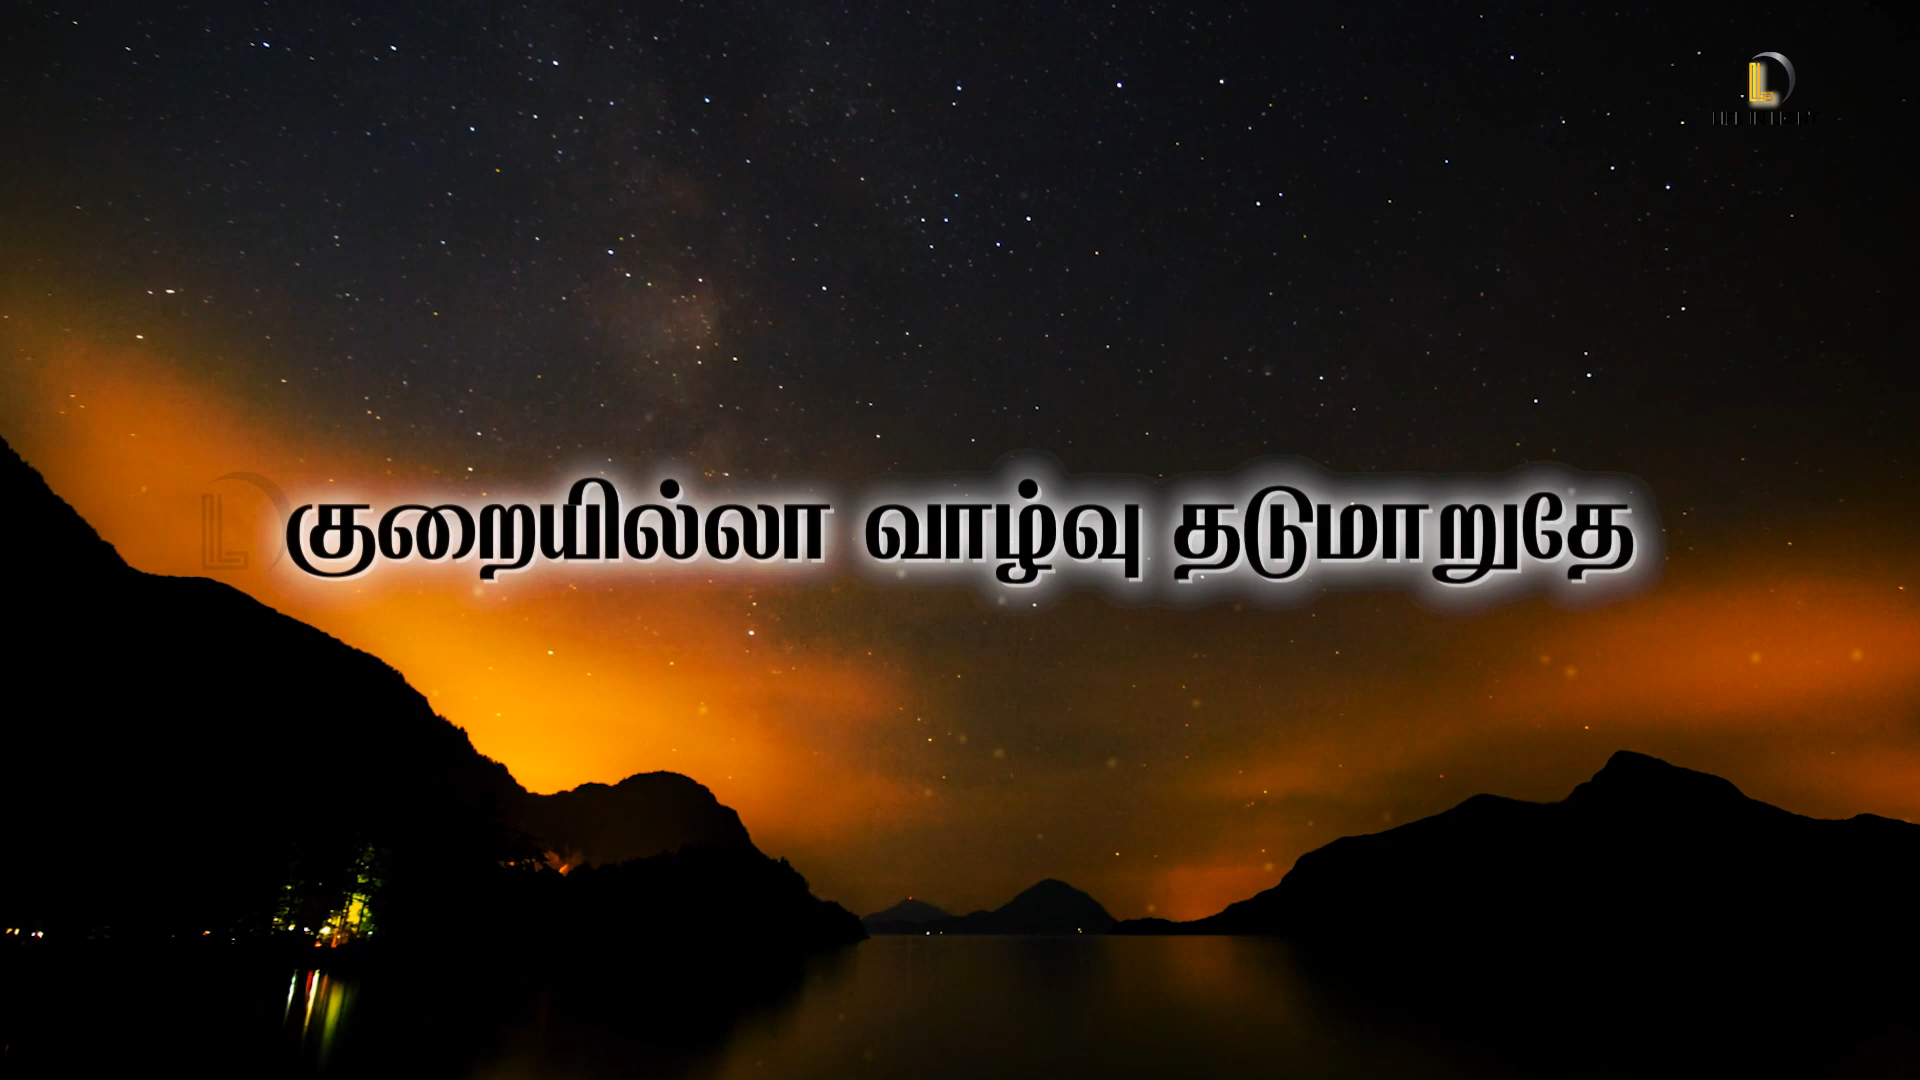 குறையில்லா வாழ்வு தடுமாறுதே